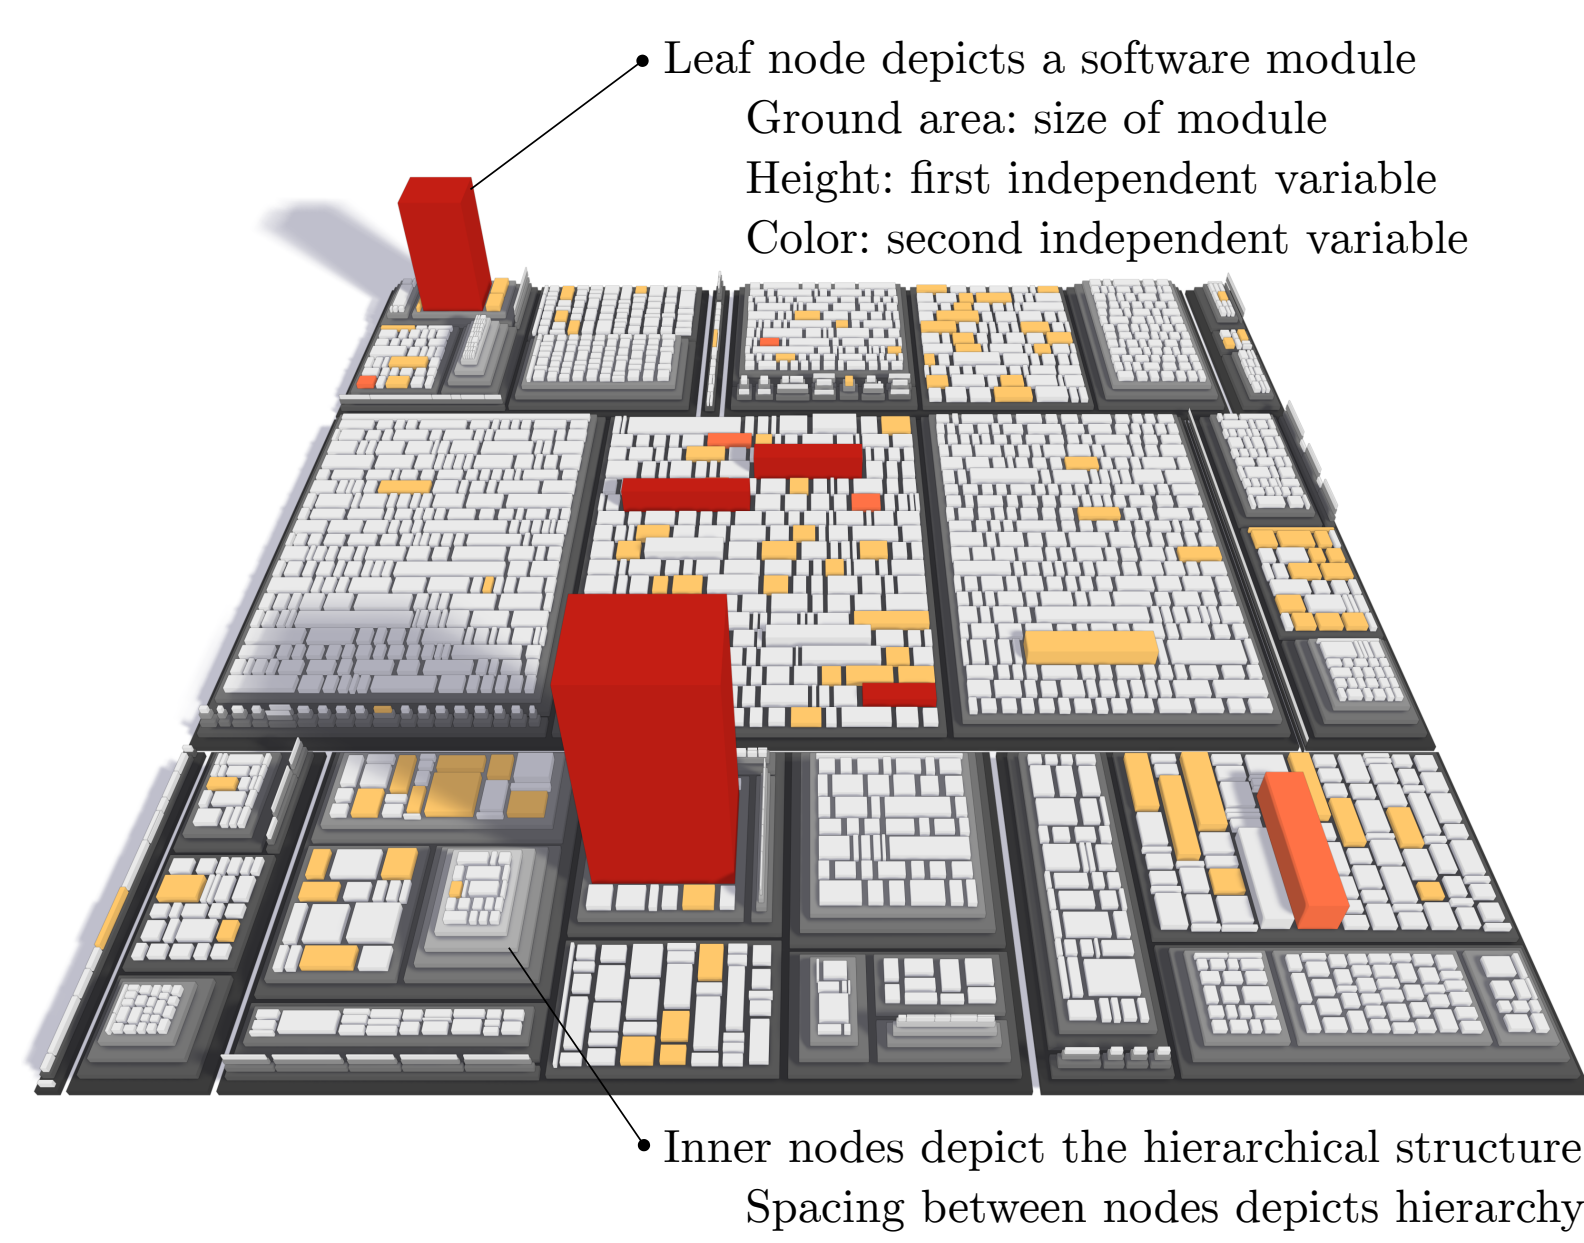 Leaf node depicts a software module
Ground area: size of module
Height: first independent variable
Color: second independent variable
Inner nodes depict the hierarchical structure
Spacing between nodes depicts hierarchy